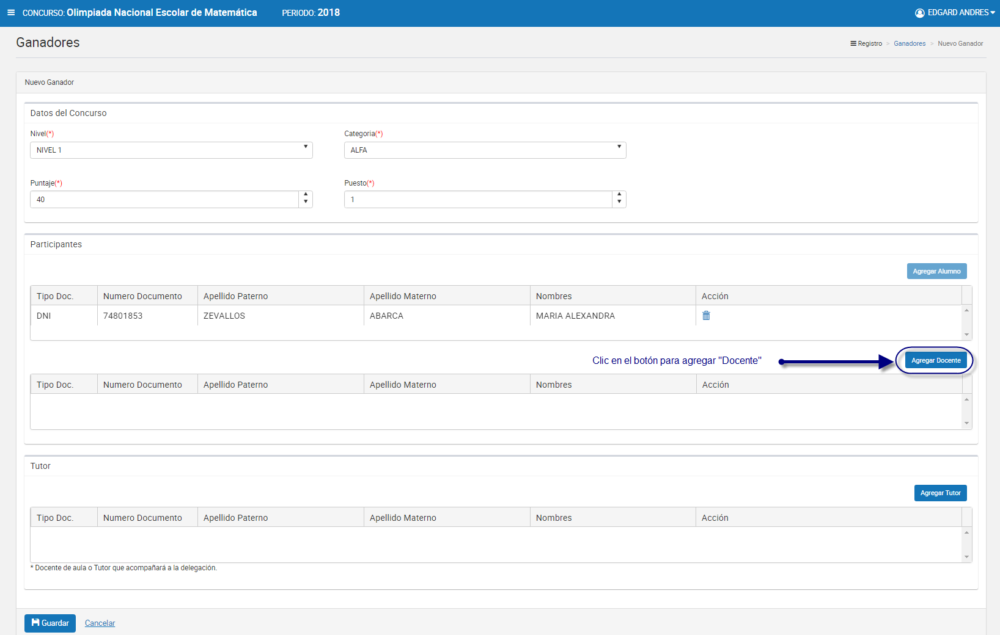 CONCURSO: Olimpiada Nacional Escolar de Matemática PERIODO: 2018 EDGARD ANDRES
Ganadores
Registro > Ganadores > Nuevo Ganador
Nuevo Ganador
Datos del Concurso
Nivel(*) Categoria(*)
NIVEL 1 ALFA
Puntaje(*) Puesto(*)
40 1
Participantes
Agregar Alumno
Tipo Doc. Numero Documento Apellido Paterno Apellido Materno Nombres Acción
DNI 74801853 ZEVALLOS ABARCA MARIA ALEXANDRA
Clic en el botón para agregar "Docente" Agregar Docente
Tipo Doc. Numero Documento Apellido Paterno Apellido Materno Nombres Acción
Tutor
Agregar Tutor
Tipo Doc. Numero Documento Apellido Paterno Apellido Materno Nombres Acción
* Docente de aula o Tutor que acompañará a la delegación.
Guardar Cancelar